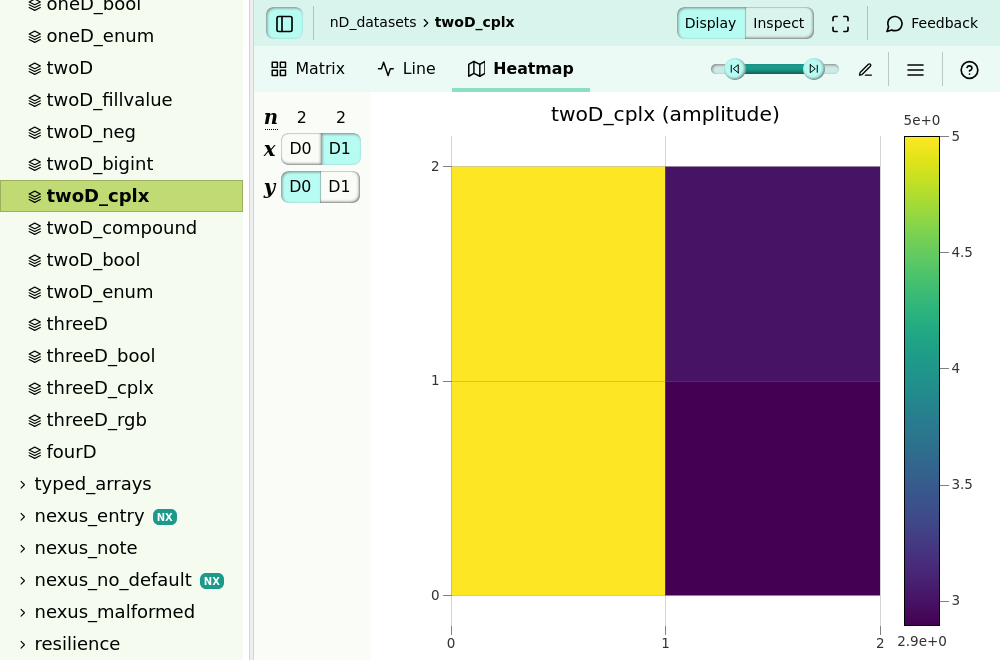 oneD_bool
oneD_enum
twoD
twoD_fillvalue
twoD_neg
twoD_bigint
twoD_cplx
twoD_compound
twoD_bool
twoD_enum
threeD
threeD_bool
threeD_cplx
threeD_rgb
fourD
typed_arrays
nexus_entry NX
nexus_note
nexus_no_default NX
nexus_malformed
resilience
nD_datasets › twoD_cplx
Display Inspect
Feedback
Matrix Line Heatmap
n 2 2
x D0 D1
y D0 D1
twoD_cplx (amplitude)
2
1
0
0 1 2
5e+0
5
4.5
4
3.5
3
2.9e+0